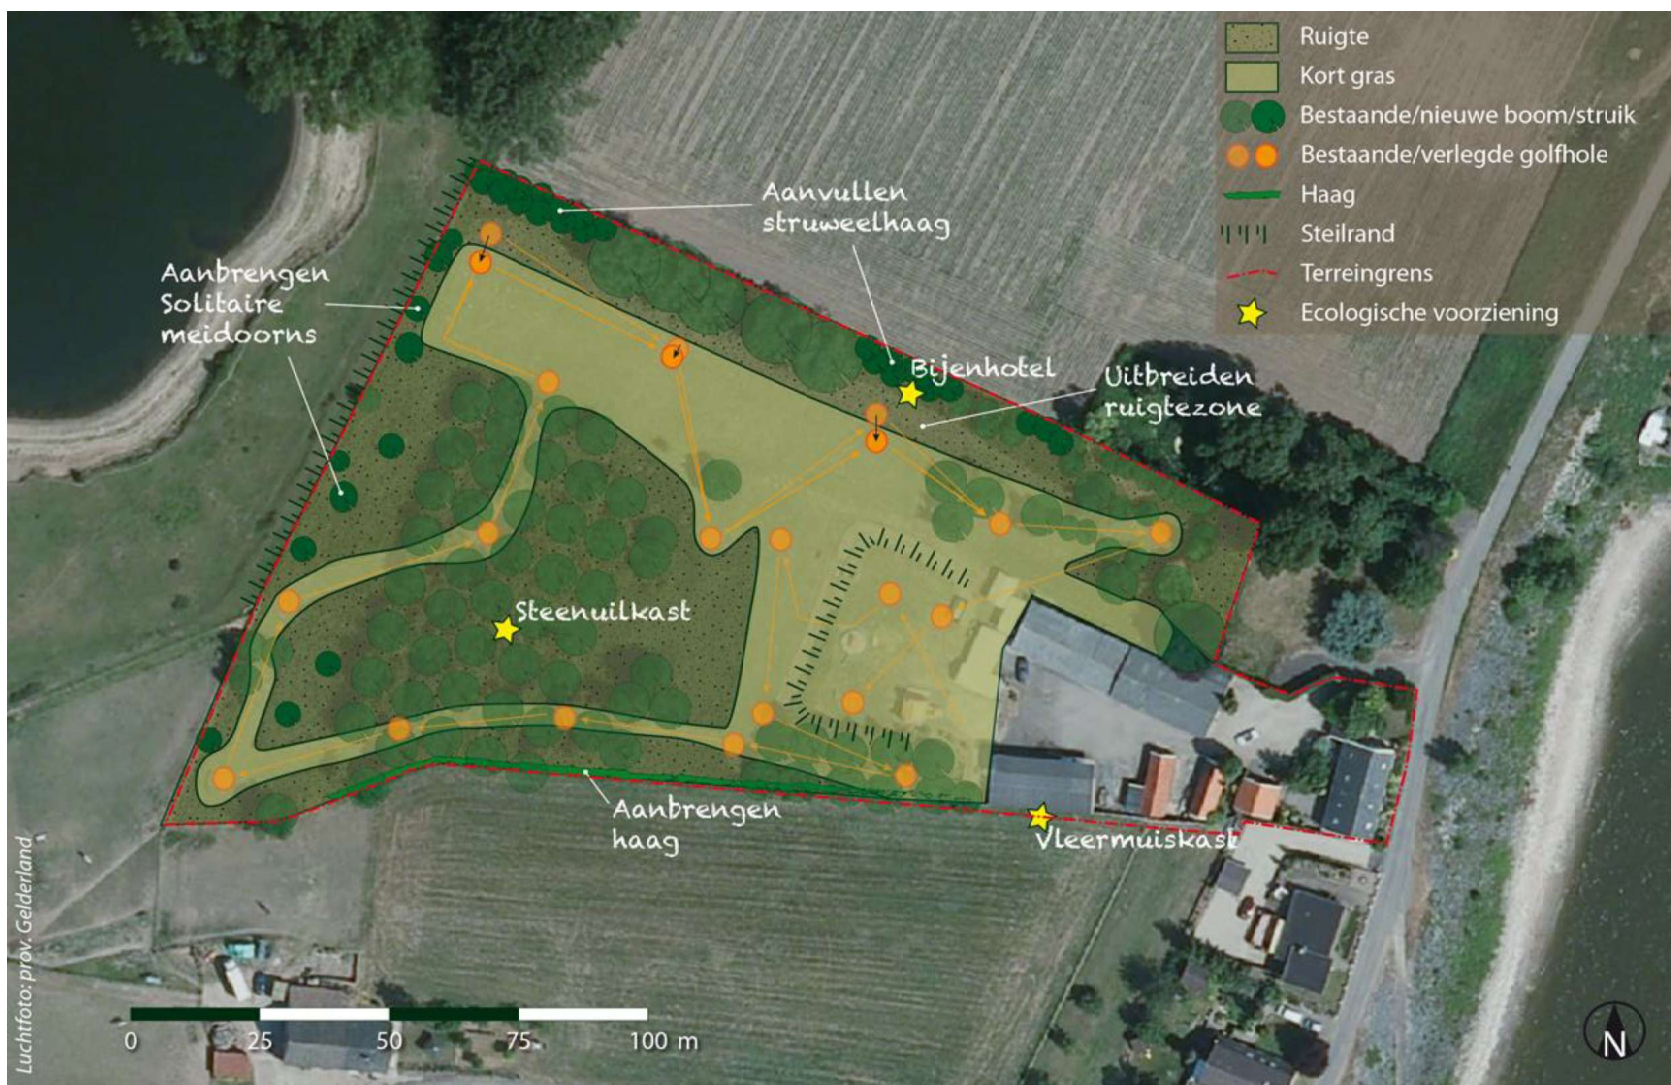 Ruigte
Kort gras
Bestaande/nieuwe boom/struik
Bestaande/verlegde golfhole
Haag
Steilrand
Terreingrens
Ecologische voorziening
Aanvullen
struweelhaag
Aanbrengen
Solitaire
meidoorns
Bijenhotel
Uitbreiden
ruigtezone
Steenuilkast
Aanbrengen
haag
Vleermuiskast
Luchtfoto: prov. Gelderland
0 25 50 75 100 m
N